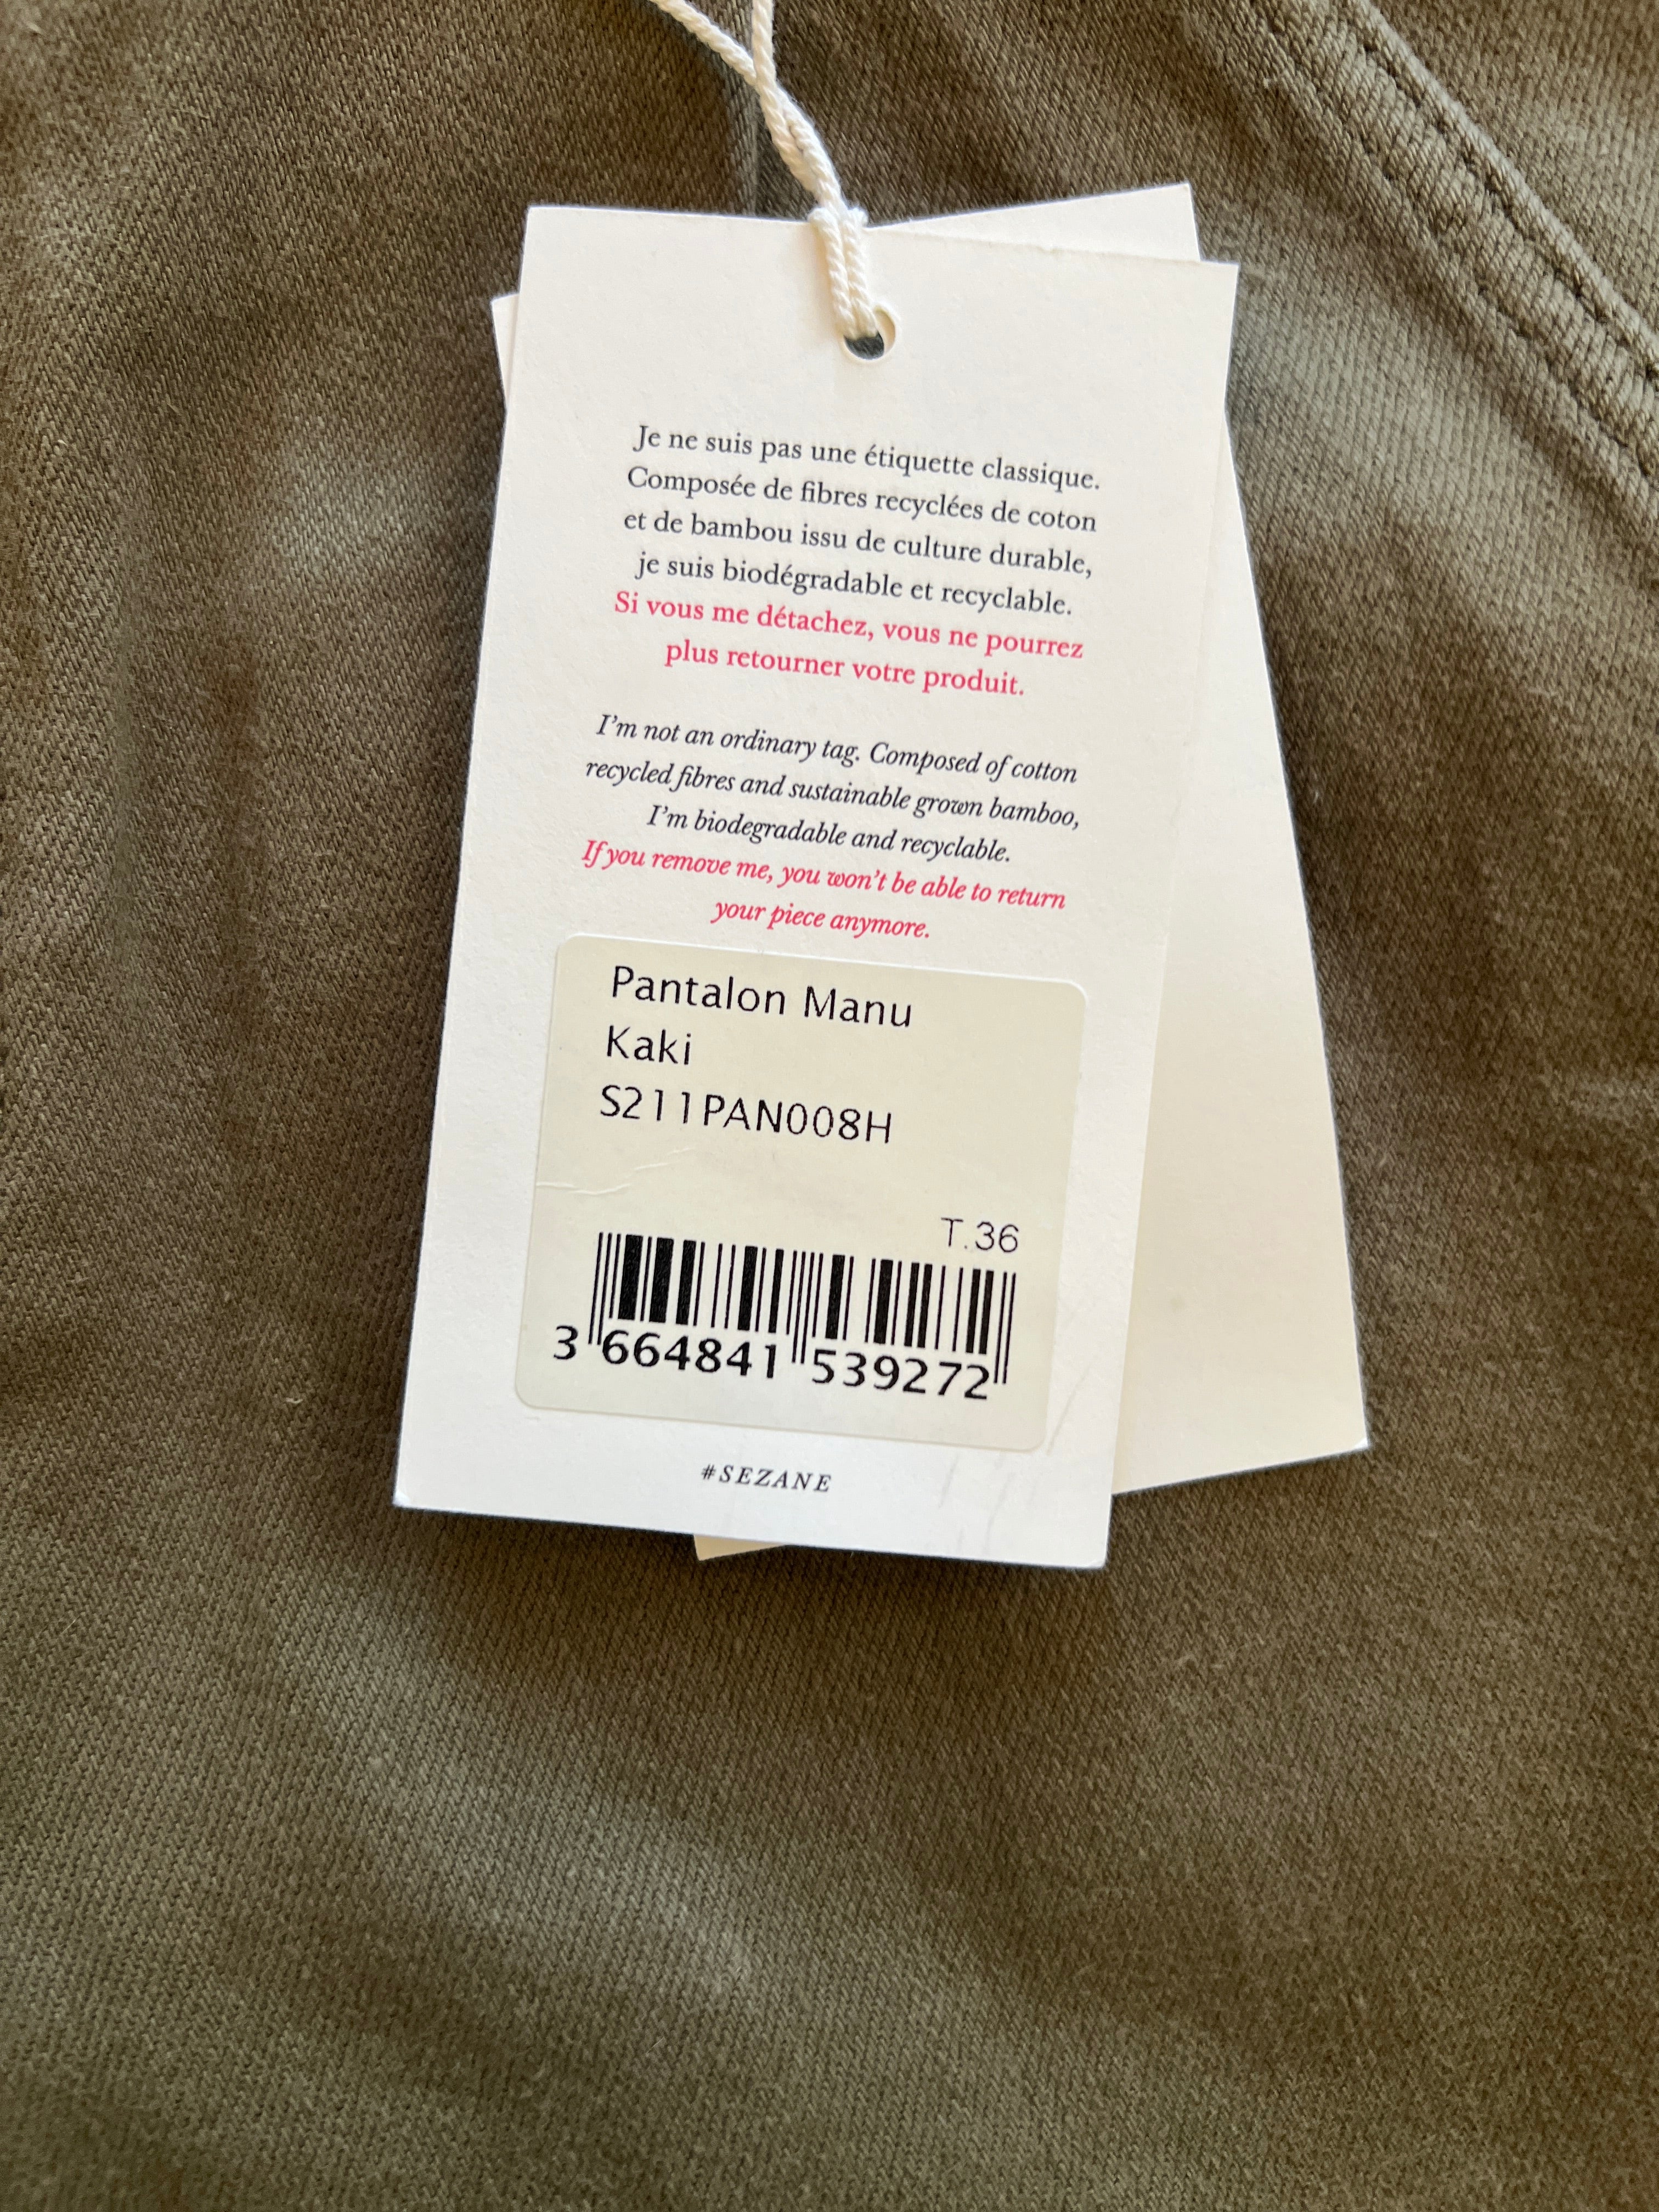 Je ne suis pas une étiquette classique.
Composée de fibres recyclées de coton
et de bambou issu de culture durable,
je suis biodégradable et recyclable.
Si vous me détachez, vous ne pourrez
plus retourner votre produit.
I'm not an ordinary tag. Composed of cotton
recycled fibres and sustainable grown bamboo,
I'm biodegradable and recyclable.
If you remove me, you won't be able to return
your piece anymore.
Pantalon Manu
Kaki
S211PAN008H
T.36
3 664841 539272
#SEZANE